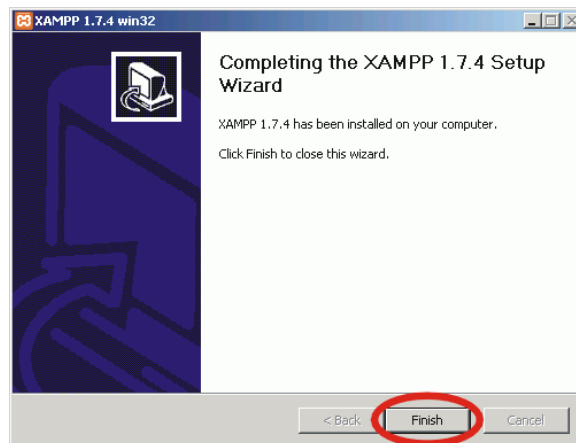 XAMPP 1.7.4 win32
Completing the XAMPP 1.7.4 Setup
Wizard
XAMPP 1.7.4 has been installed on your computer.
Click Finish to close this wizard.
< Back
Finish
Cancel